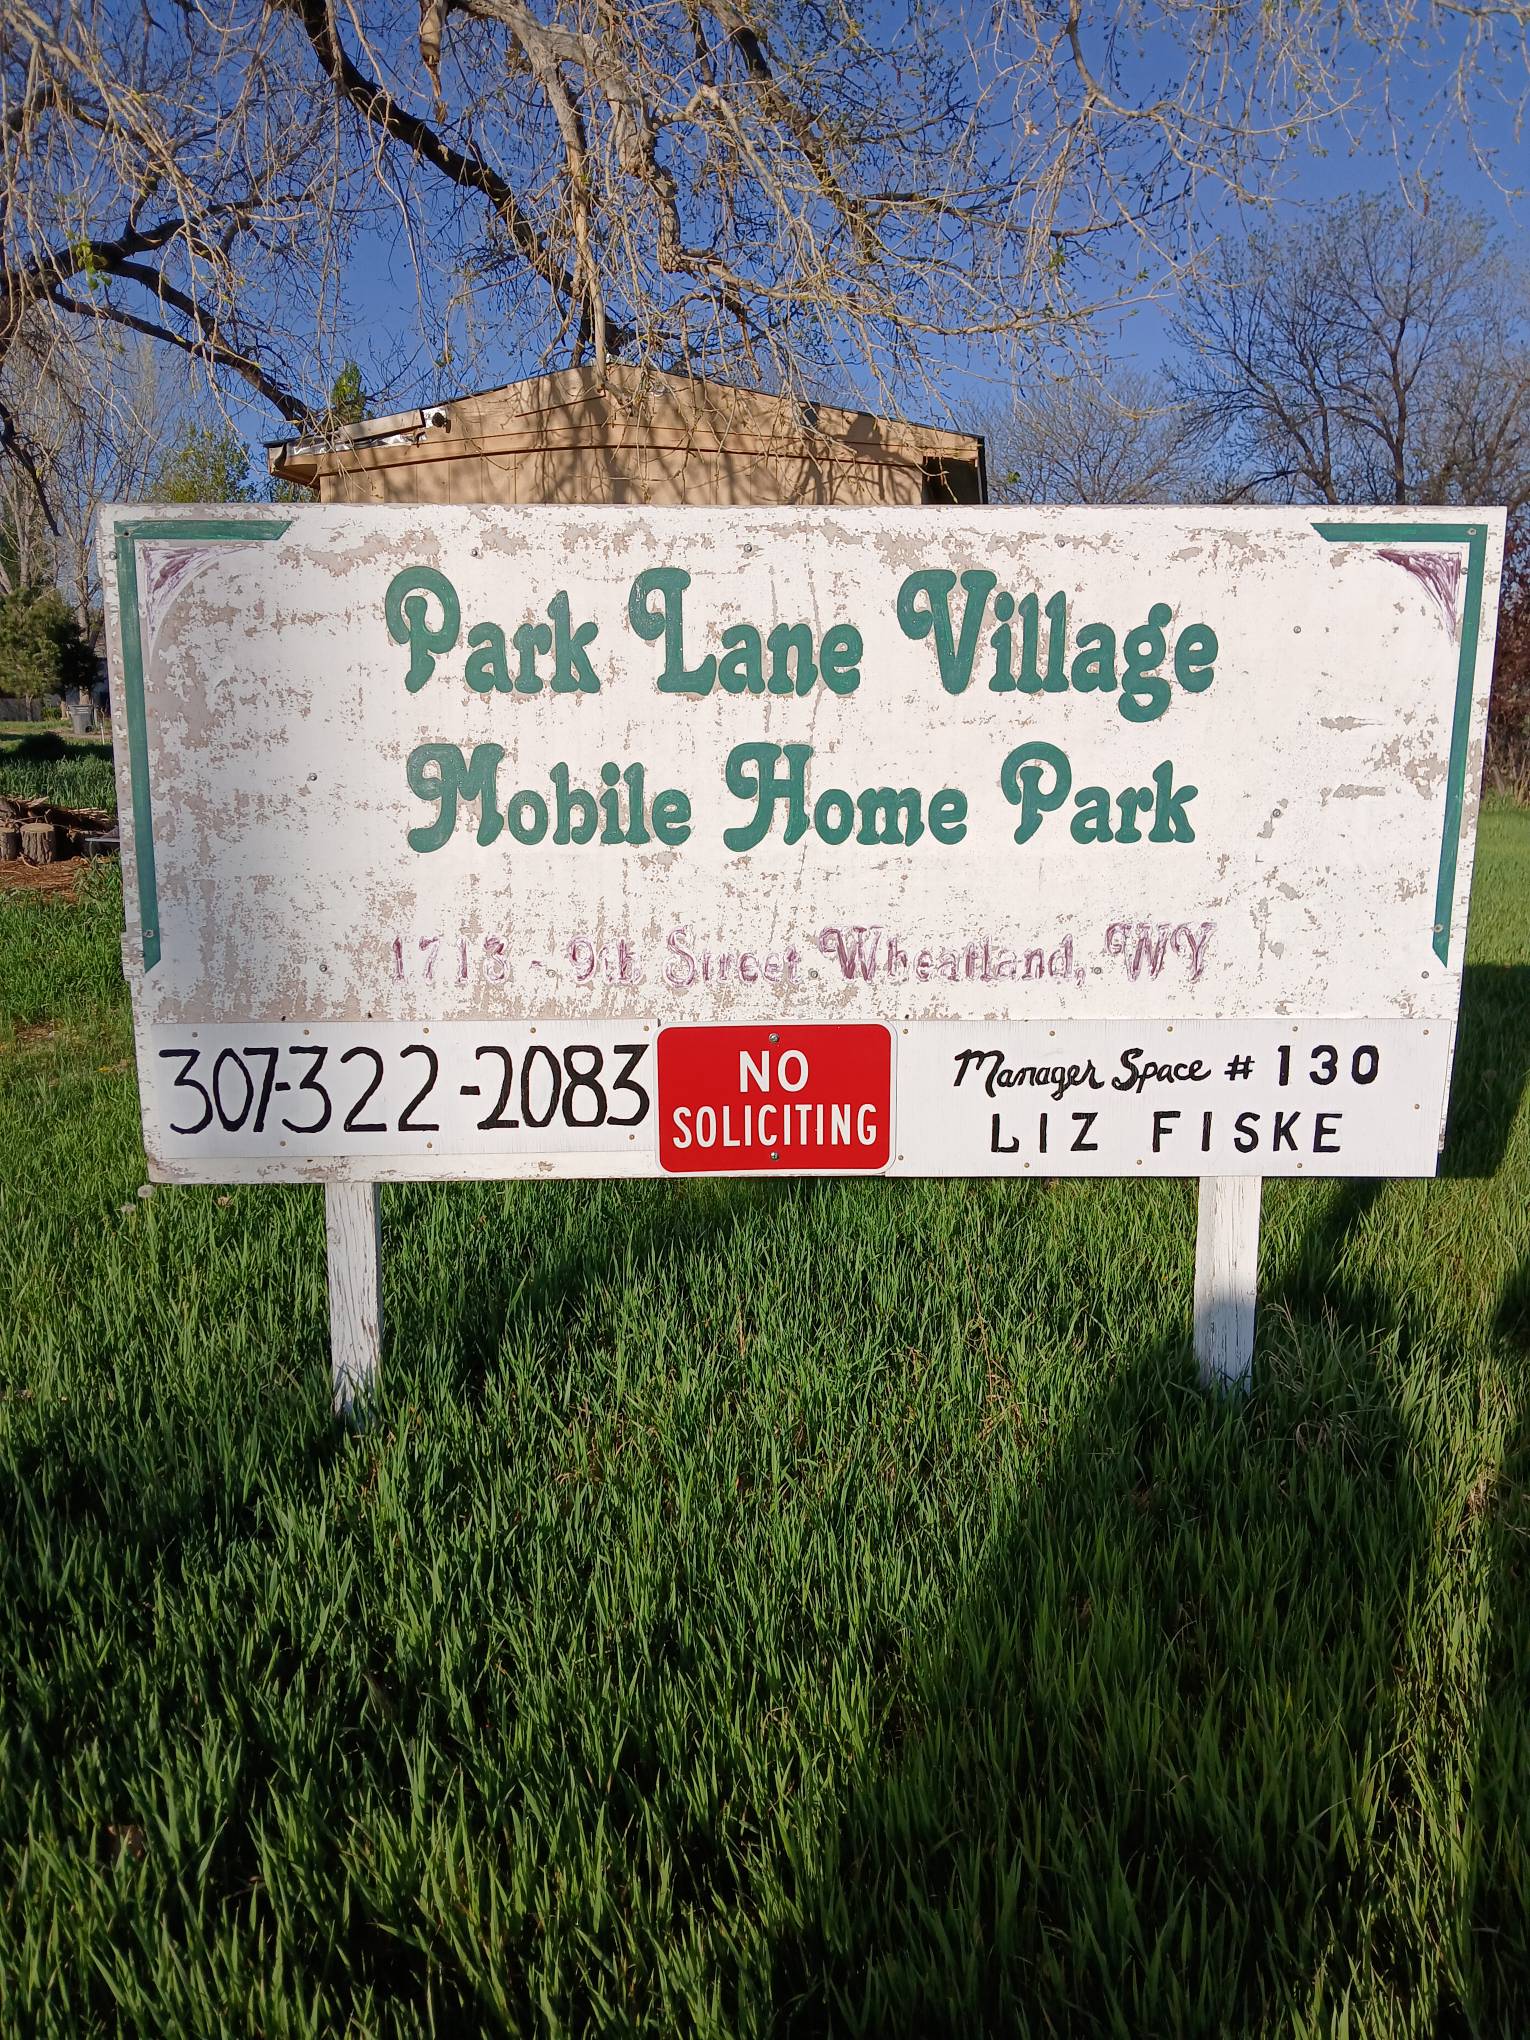 Park Lane Village
Mobile Home Park
1713 - 9th Street Wheatland, WY
307-322-2083
NO
SOLICITING
Manager Space # 130
LIZ FISKE